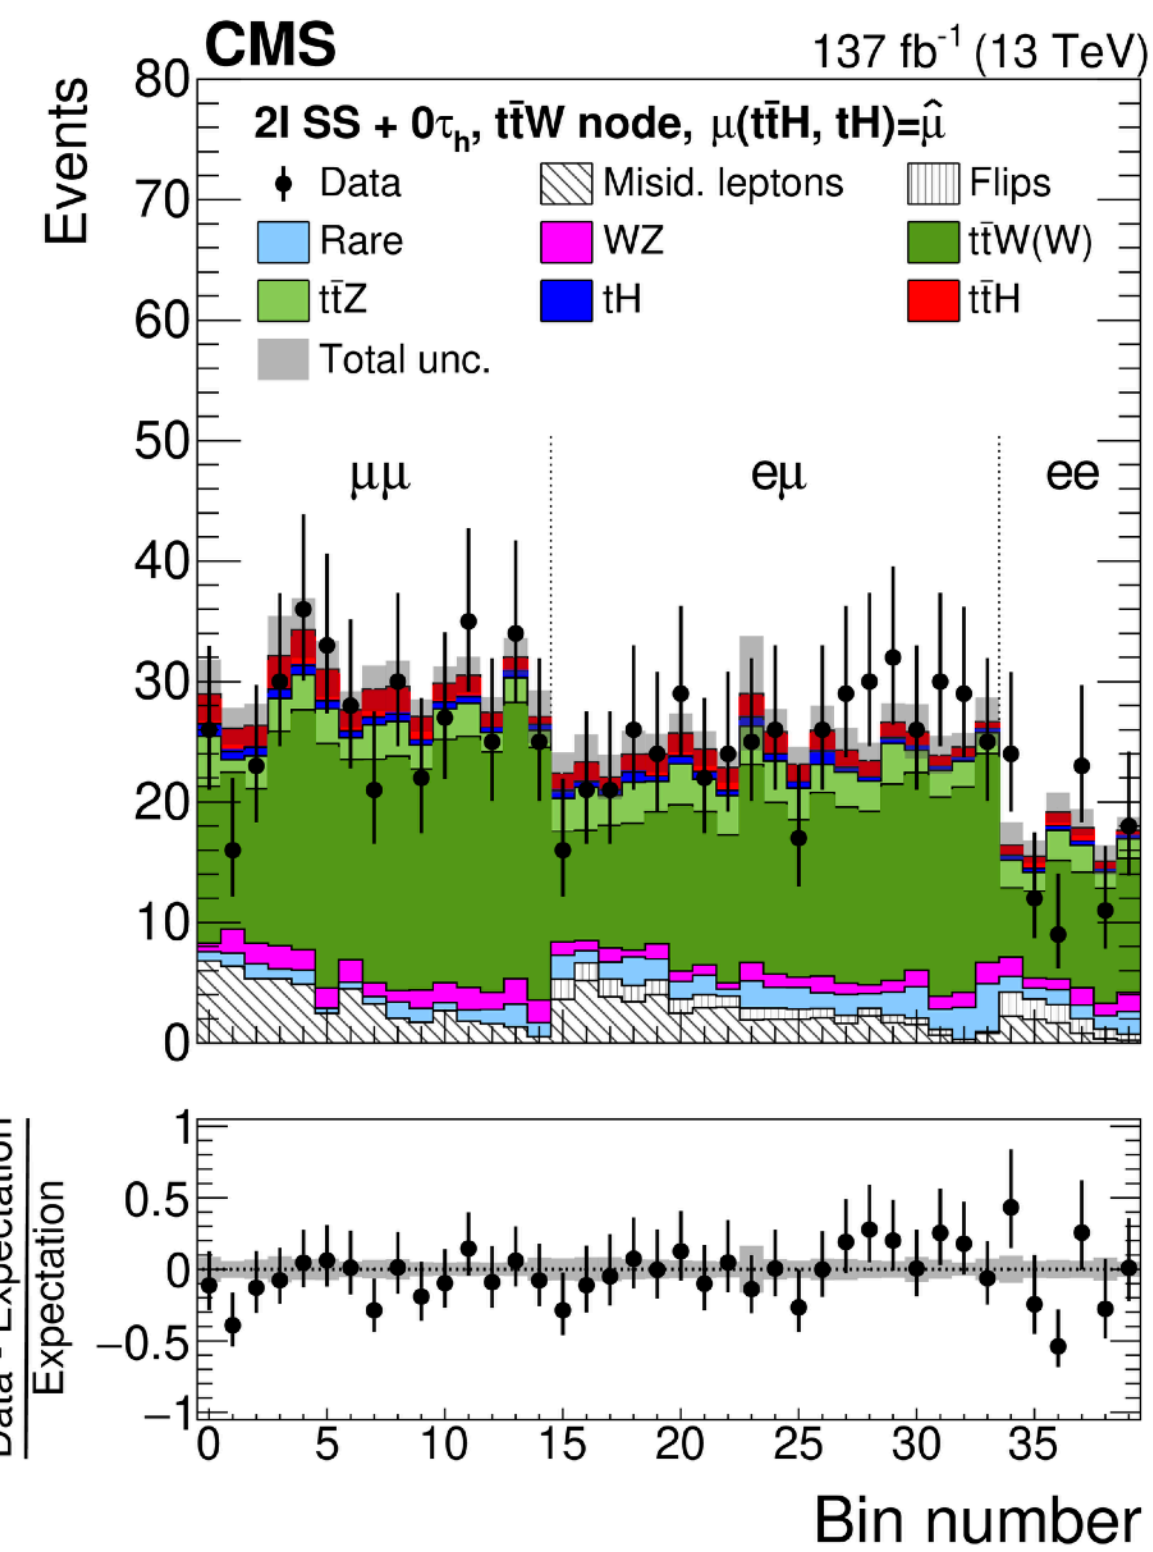 CMS 137 fb⁻¹ (13 TeV)
Events
80
2l SS + 0τₕ, tt̄W node, μ(tt̄H, tH)=μ̂
Data Misid. leptons Flips
70
Rare WZ tt̄W(W)
tt̄Z tH tt̄H
60
Total unc.
50
μμ eμ ee
40
30
20
10
0
Data - Expectation
Expectation
1
0.5
0
−0.5
−1
0 5 10 15 20 25 30 35
Bin number